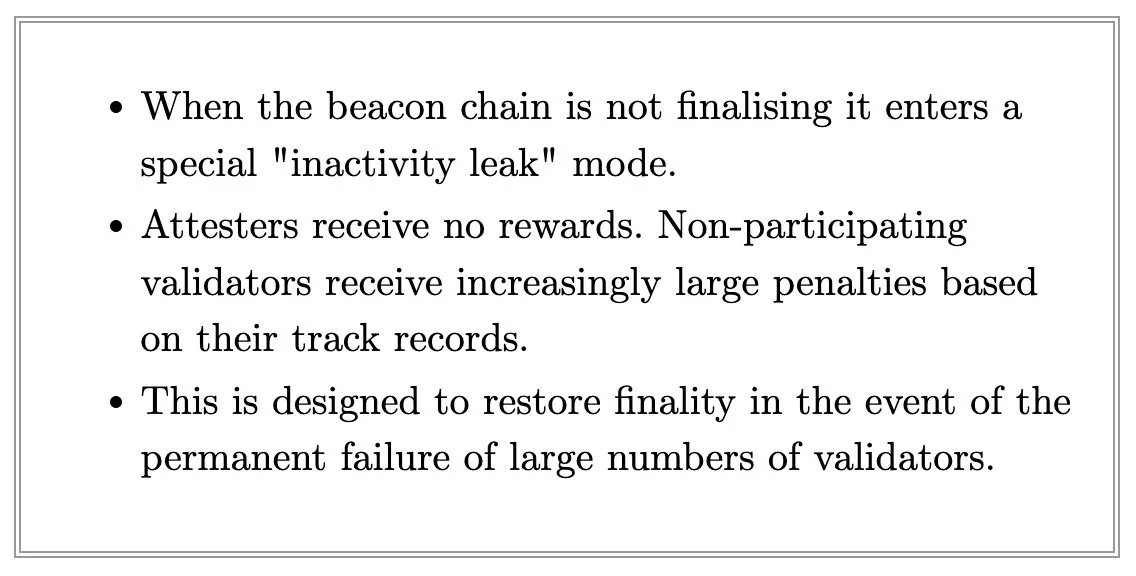 • When the beacon chain is not finalising it enters a
special "inactivity leak" mode.
• Attesters receive no rewards. Non-participating
validators receive increasingly large penalties based
on their track records.
• This is designed to restore finality in the event of the
permanent failure of large numbers of validators.